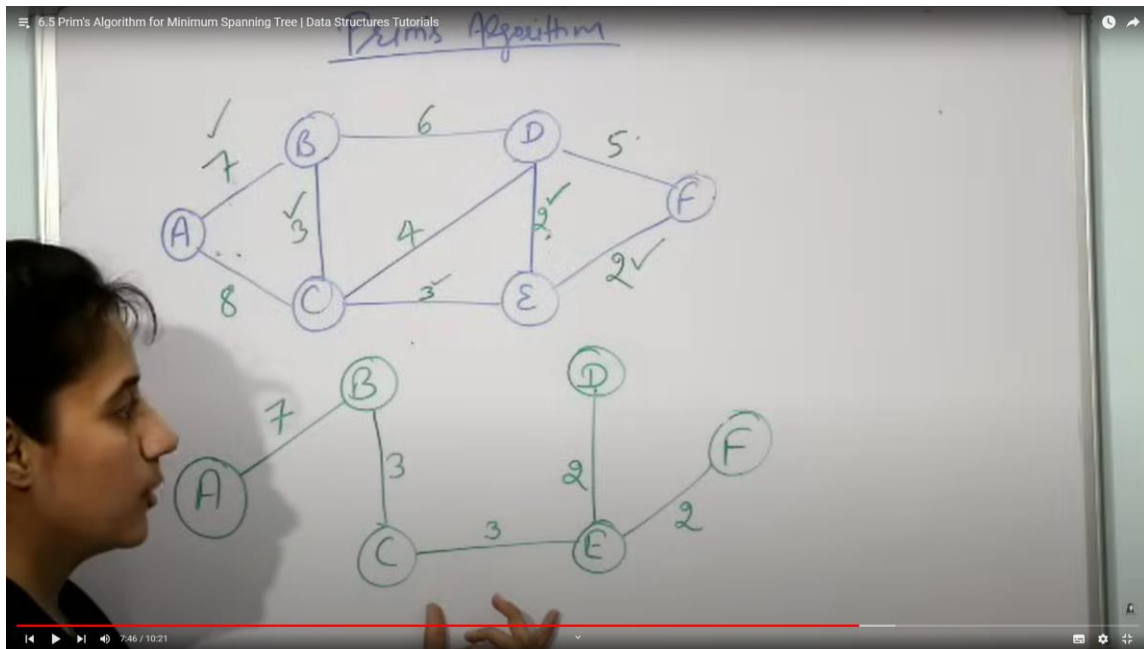 6.5 Prim's Algorithm for Minimum Spanning Tree | Data Structures Tutorials
Prims Algorithm
B 6 D 5
7 F
A 3 4 2
8 C 3 E 2
B D
7 F
A 3 2
C 3 E 2
7:46 / 10:21